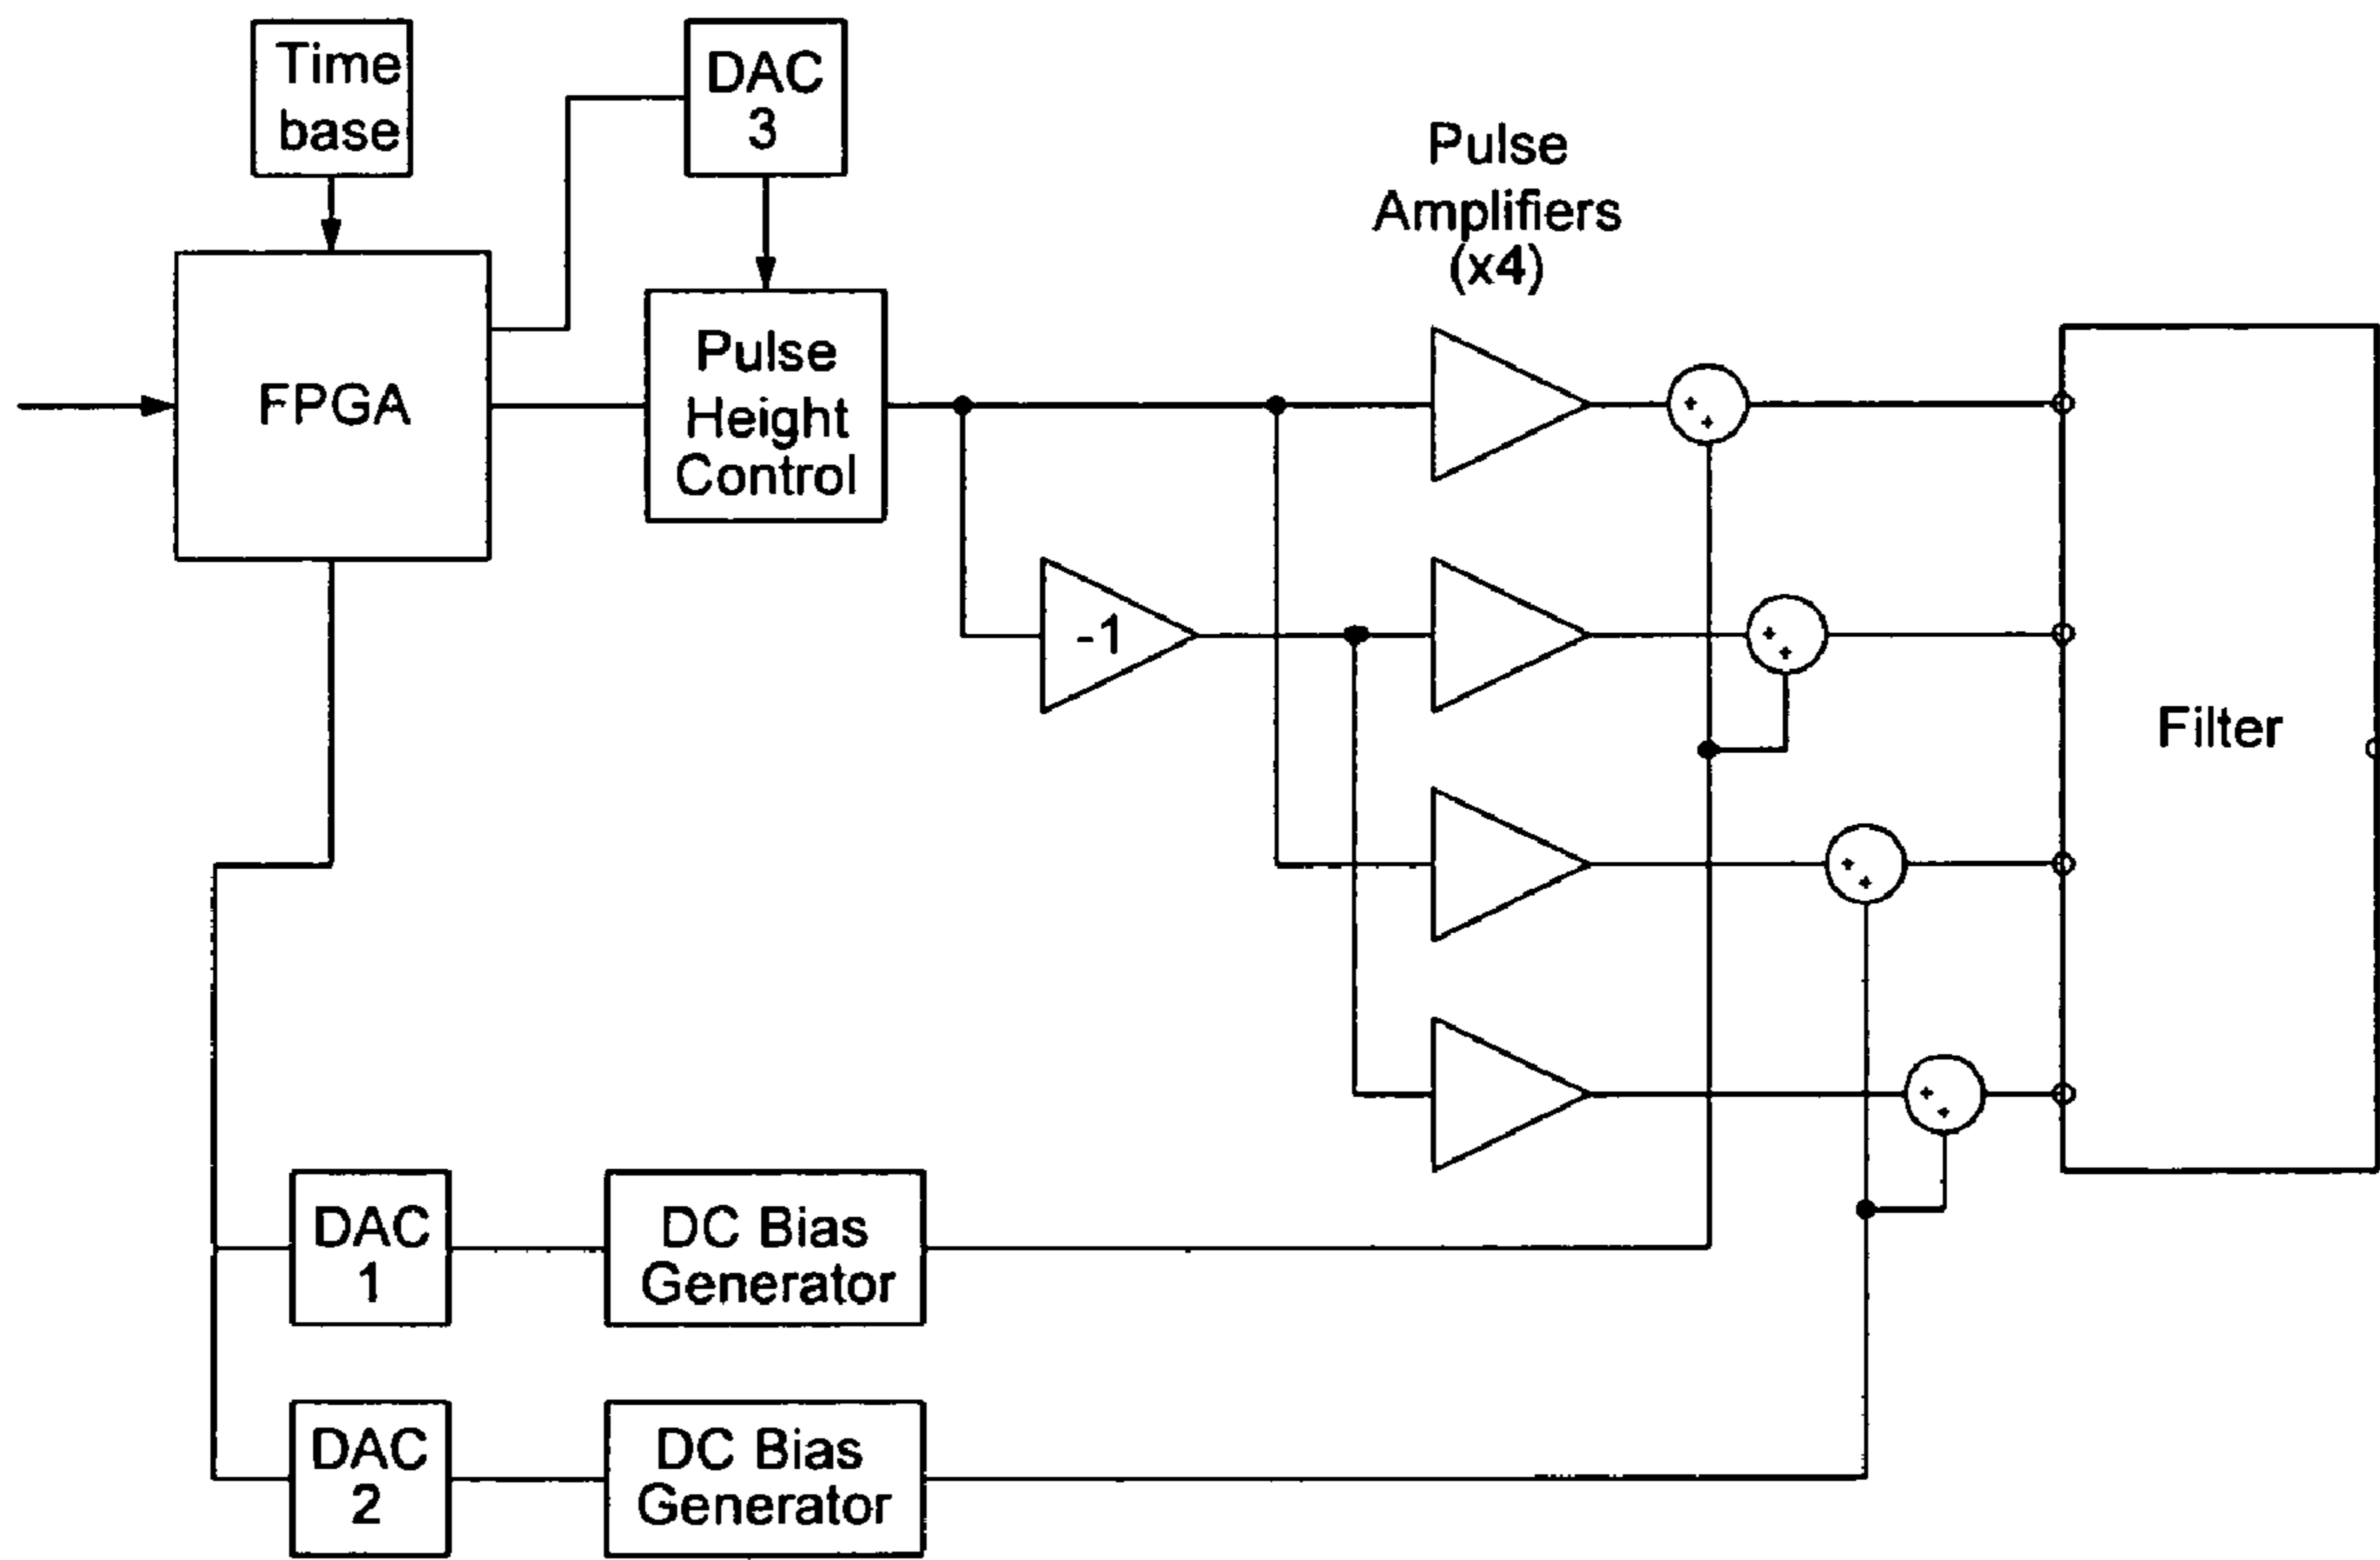 Time
base
DAC
3
Pulse
Amplifiers
(x4)
FPGA
Pulse
Height
Control
-1
Filter
DAC
1
DC Bias
Generator
DAC
2
DC Bias
Generator